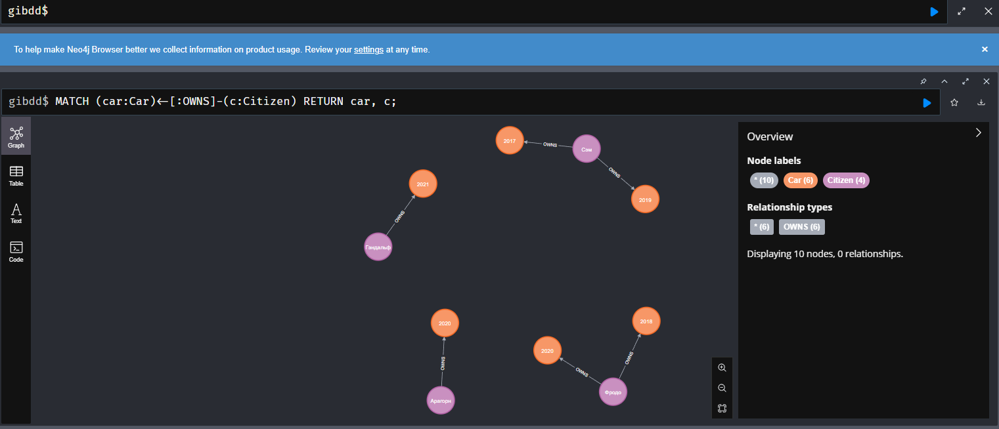 gibdd$
To help make Neo4j Browser better we collect information on product usage. Review your settings at any time.
gibdd$ MATCH (car:Car)<-[:OWNS]-(c:Citizen) RETURN car, c;
Graph
Table
Text
Code
2017
OWNS
Сэм
OWNS
2019
2021
OWNS
Гэндальф
2020
OWNS
Арагорн
2018
2020
OWNS
OWNS
Фродо
Overview
Node labels
* (10) Car (6) Citizen (4)
Relationship types
* (6) OWNS (6)
Displaying 10 nodes, 0 relationships.